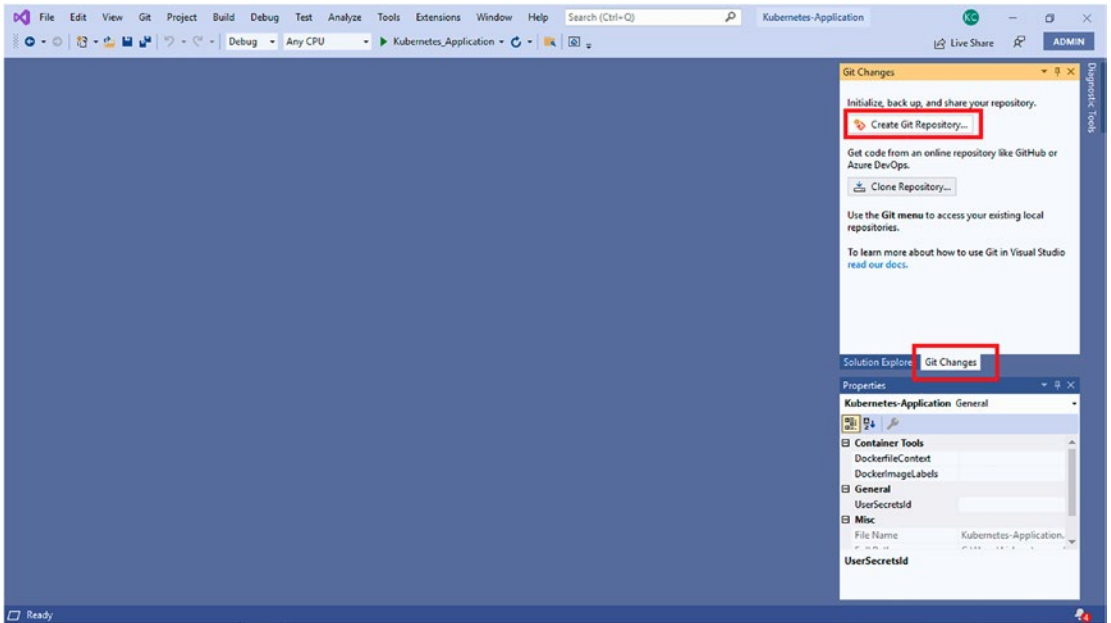 File Edit View Git Project Build Debug Test Analyze Tools Extensions Window Help Search (Ctrl+Q) Kubernetes-Application KC
Debug Any CPU Kubernetes_Application Live Share ADMIN
Git Changes
Diagnostic Tools
Initialize, back up, and share your repository.
Create Git Repository...
Get code from an online repository like GitHub or
Azure DevOps.
Clone Repository...
Use the Git menu to access your existing local
repositories.
To learn more about how to use Git in Visual Studio
read our docs.
Solution Explore Git Changes
Properties
Kubernetes-Application General
Container Tools
DockerfileContext
DockerImageLabels
General
UserSecretsId
Misc
File Name Kubernetes-Application.
UserSecretsId
Ready 4